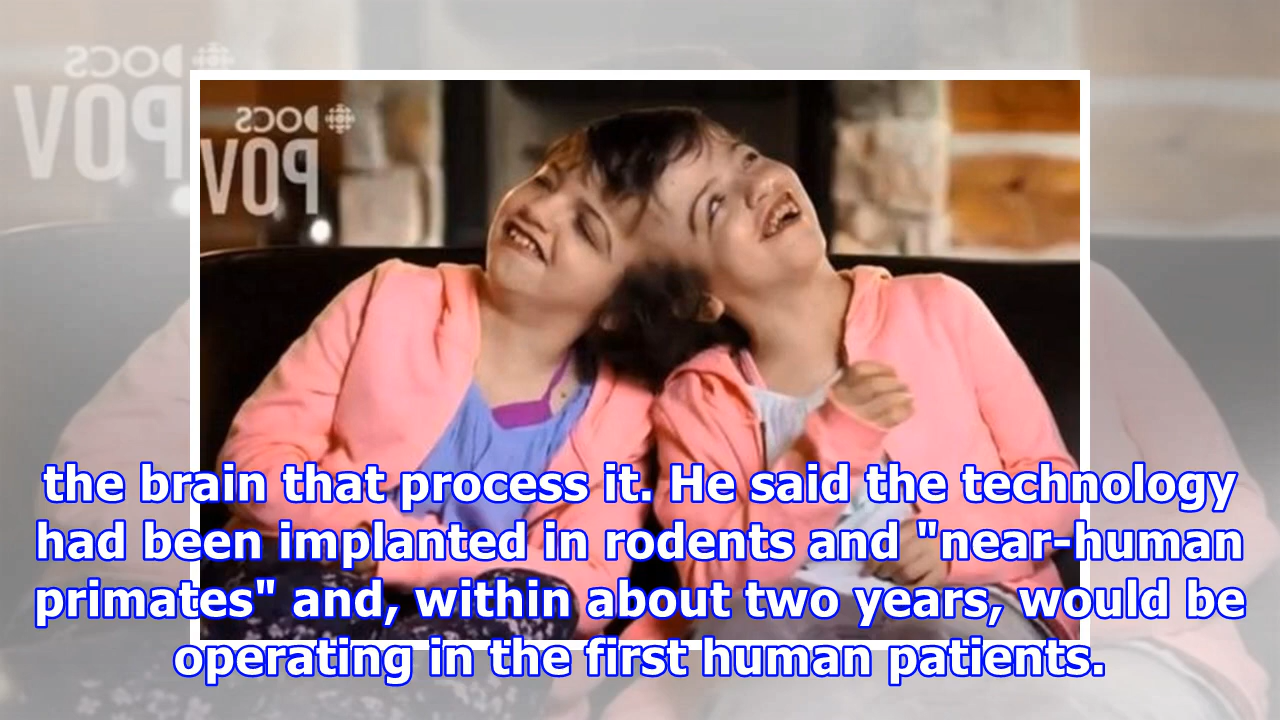 DOCS
POV
DOCS
POV
the brain that process it. He said the technology
had been implanted in rodents and "near-human
primates" and, within about two years, would be
operating in the first human patients.